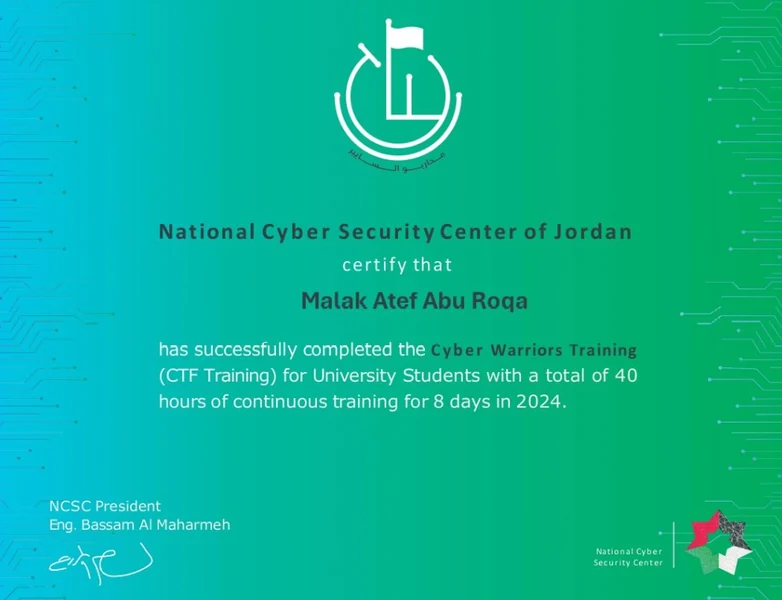 محاربو السايبر
National Cyber Security Center of Jordan
certify that
Malak Atef Abu Roqa
has successfully completed the Cyber Warriors Training
(CTF Training) for University Students with a total of 40
hours of continuous training for 8 days in 2024.
NCSC President
Eng. Bassam Al Maharmeh
National Cyber
Security Center